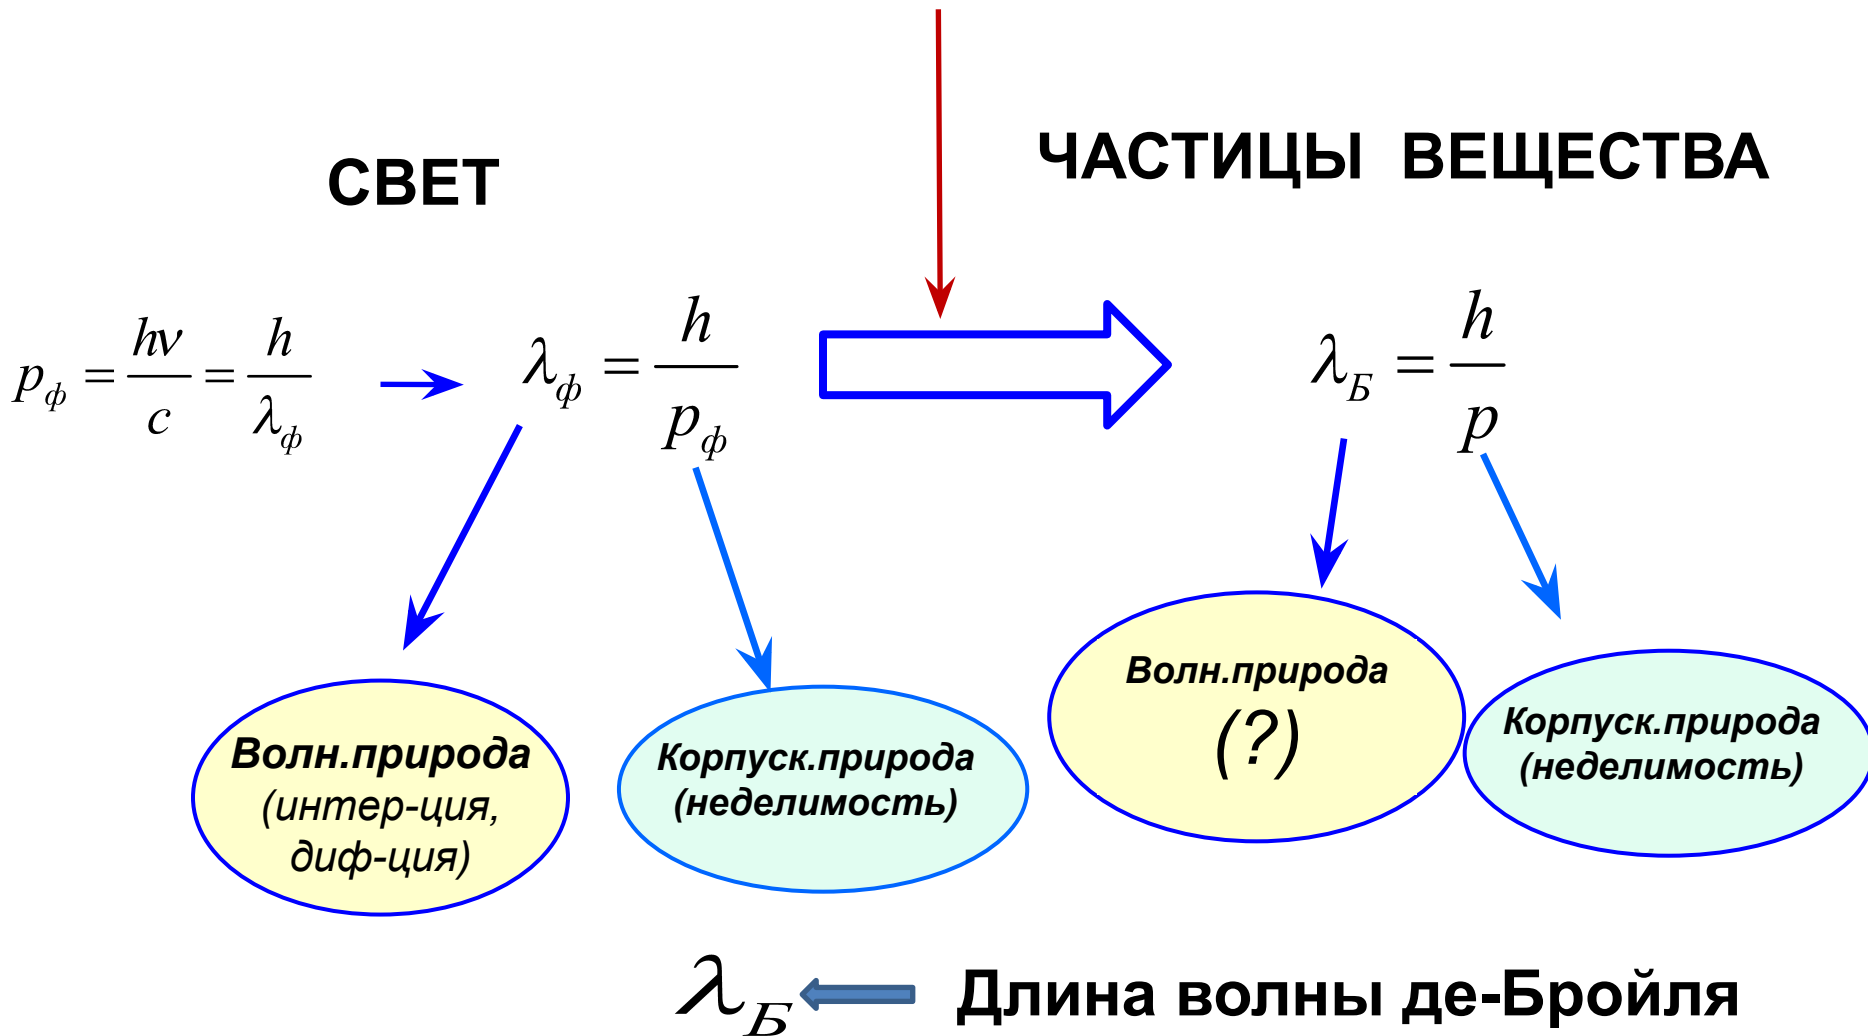 СВЕТ
ЧАСТИЦЫ ВЕЩЕСТВА
p_ф = hν/c = h/λ_ф
λ_ф = h/p_ф
λ_Б = h/p
Волн.природа
(интер-ция,
диф-ция)
Корпуск.природа
(неделимость)
Волн.природа
(?)
Корпуск.природа
(неделимость)
λ_Б Длина волны де-Бройля